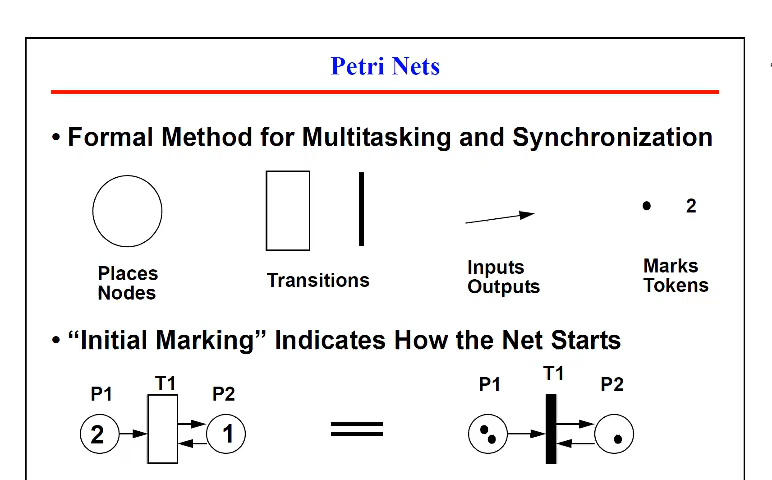 Petri Nets
• Formal Method for Multitasking and Synchronization
2
Places
Nodes
Transitions
Inputs
Outputs
Marks
Tokens
• “Initial Marking” Indicates How the Net Starts
P1 T1 P2
2 1
P1 T1 P2